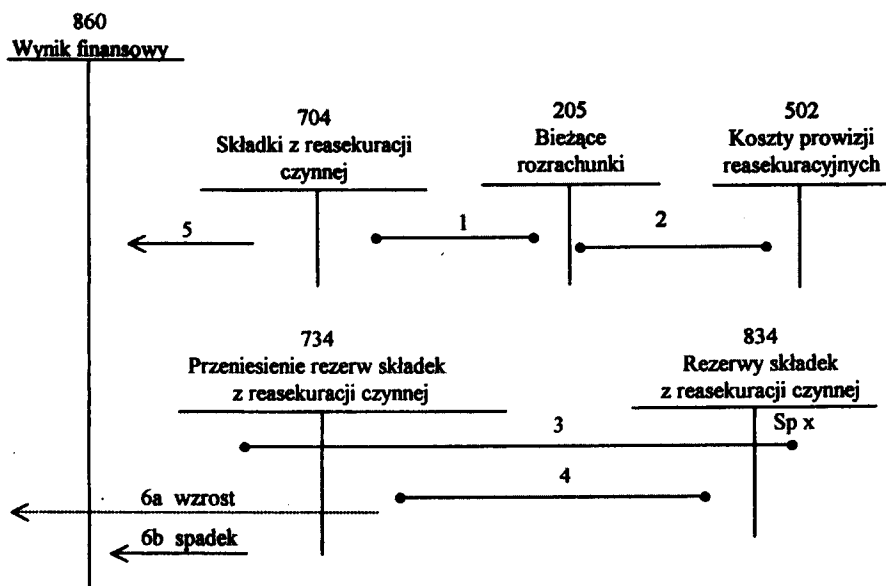 860
Wynik finansowy
704
Składki z reasekuracji
czynnej
205
Bieżące
rozrachunki
502
Koszty prowizji
reasekuracyjnych
5
1
2
734
Przeniesienie rezerw składek
z reasekuracji czynnej
834
Rezerwy składek
z reasekuracji czynnej
3
Sp x
4
6a wzrost
6b spadek